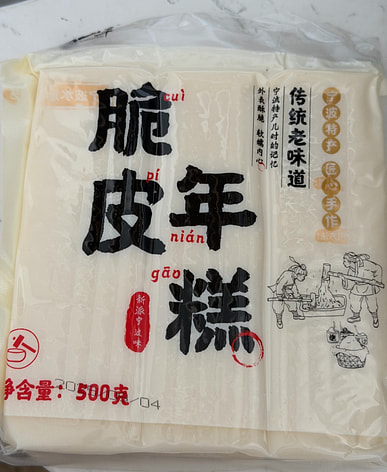 脆皮年糕
cuì
pí
nián
gāo
宁波特产 匠心手作
传统老味道
宁波特产儿时的记忆
外表酥脆 软糯内心
新派宁波味
净含量：500克